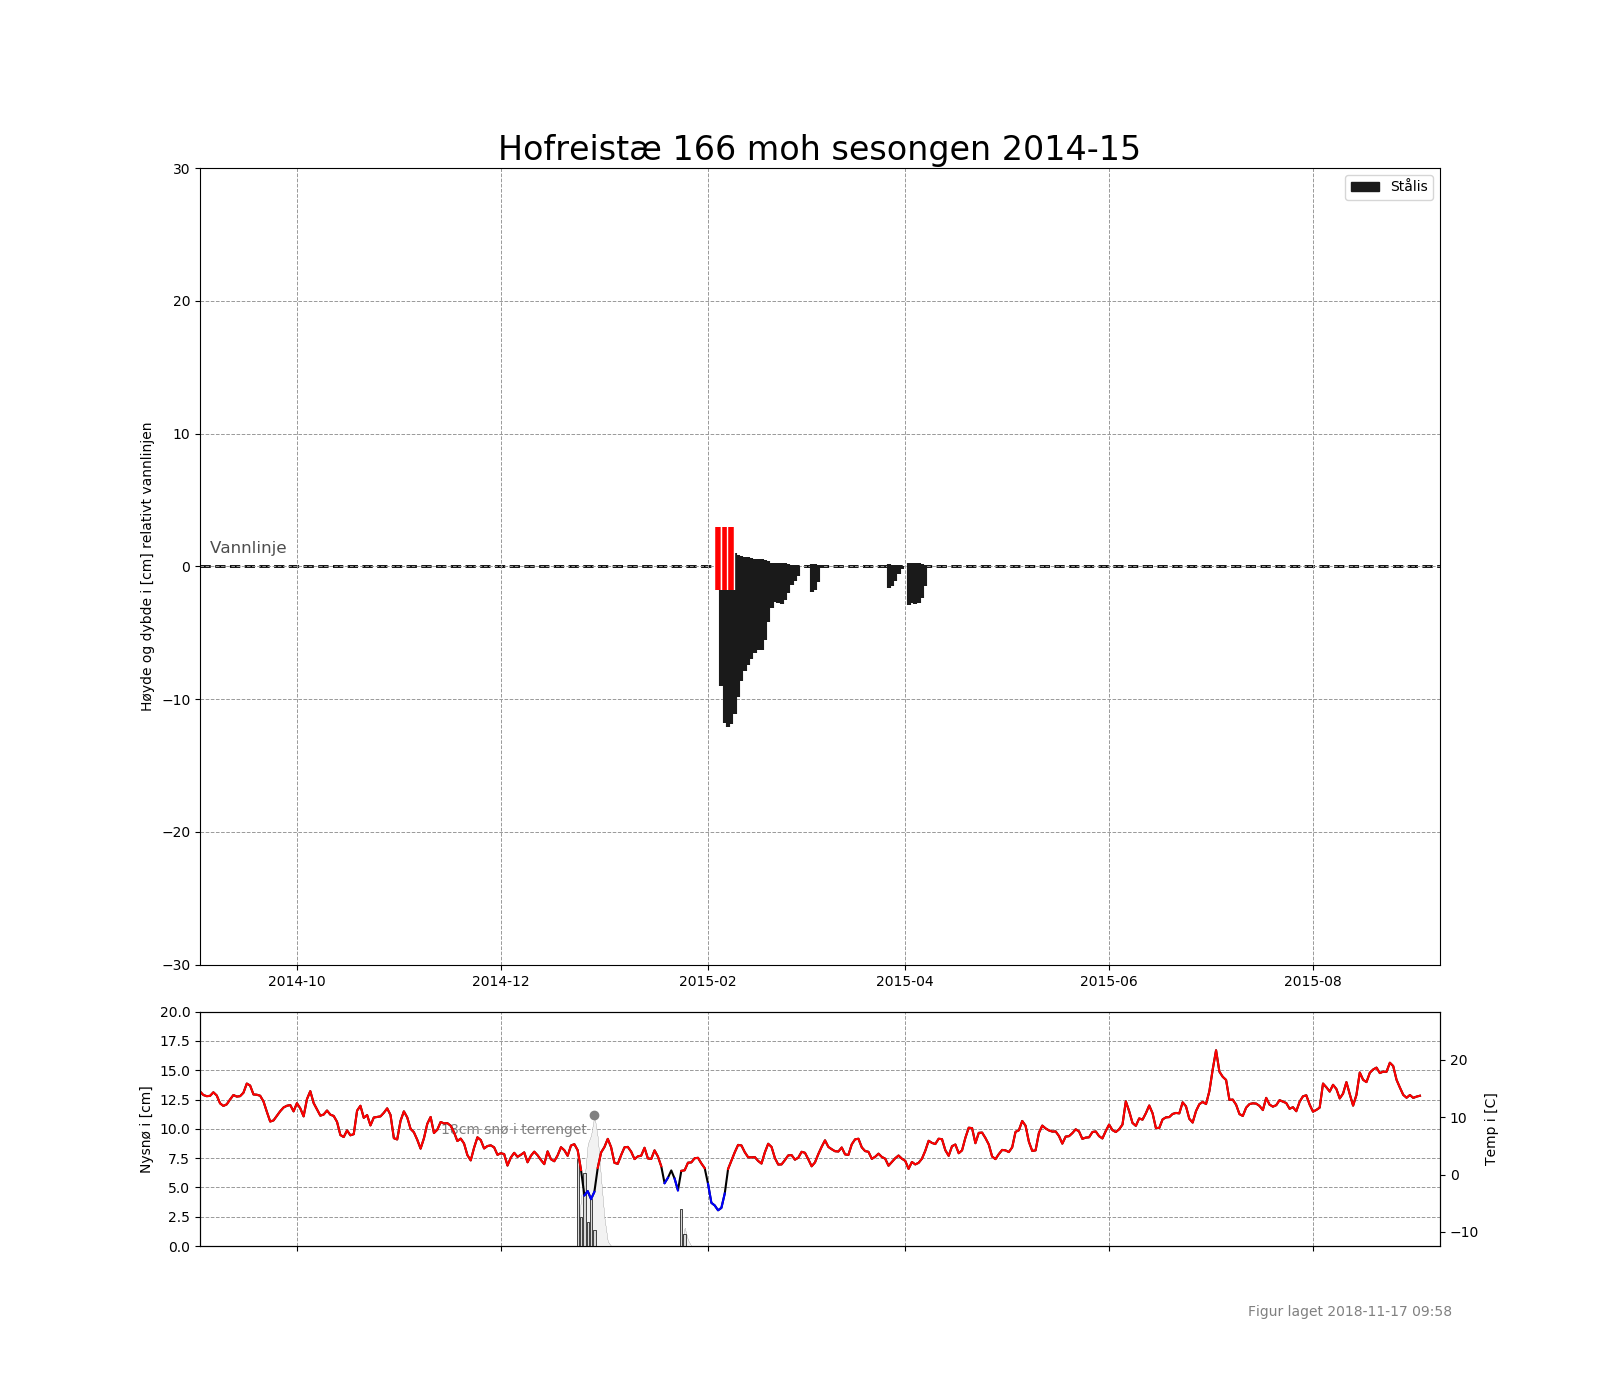 Hofreistæ 166 moh sesongen 2014-15
30
20
10
0
−10
−20
−30
Høyde og dybde i [cm] relativt vannlinjen
Stålis
Vannlinje
2014-10 2014-12 2015-02 2015-04 2015-06 2015-08
20.0
17.5
15.0
12.5
10.0
7.5
5.0
2.5
0.0
Nysnø i [cm]
18cm snø i terrenget
20
10
0
−10
Temp i [C]
Figur laget 2018-11-17 09:58